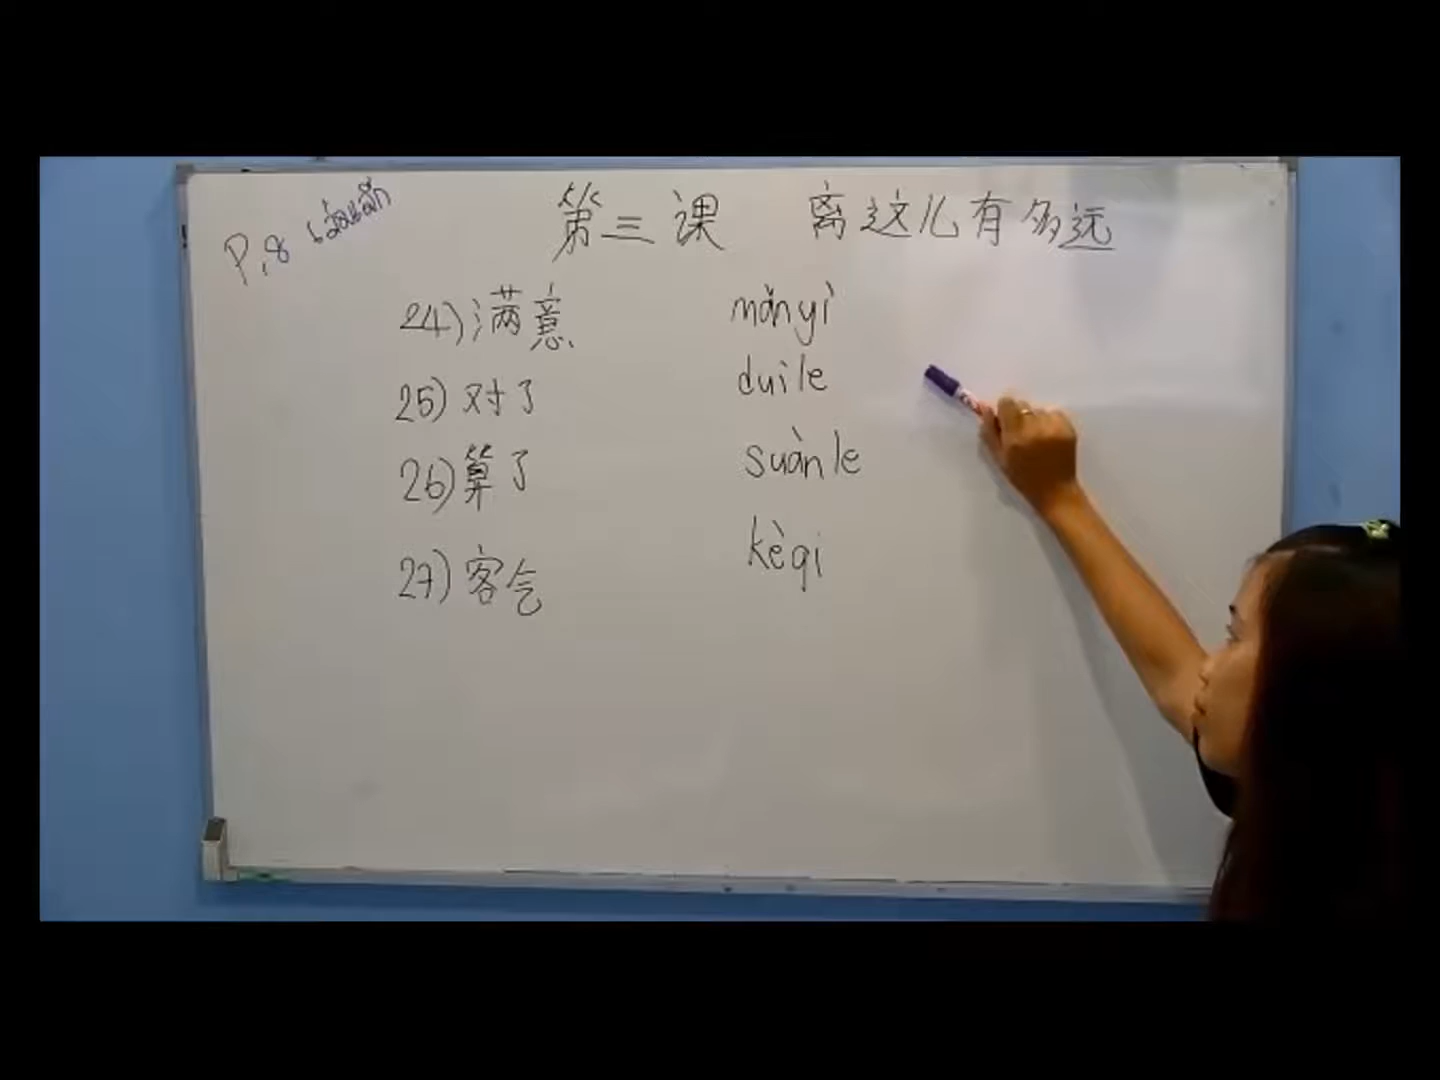 P.8
第三课 离这儿有多远
24) 满意 mǎnyì
25) 对了 duìle
26) 算了 suànle
27) 客气 kèqi